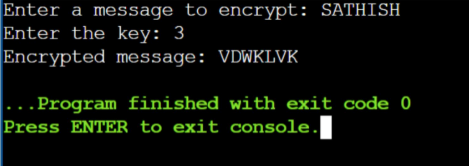 Enter a message to encrypt: SATHISH
Enter the key: 3
Encrypted message: VDWKLVK
...Program finished with exit code 0
Press ENTER to exit console.